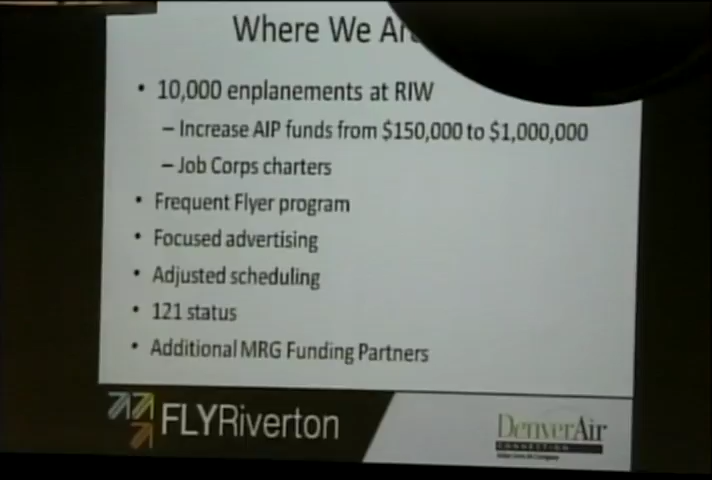 Where We
• 10,000 enplanements at RIW
– Increase AIP funds from $150,000 to $1,000,000
– Job Corps charters
• Frequent Flyer program
• Focused advertising
• Adjusted scheduling
• 121 status
• Additional MRG Funding Partners
FLYRiverton
DenverAir
CONNECTION